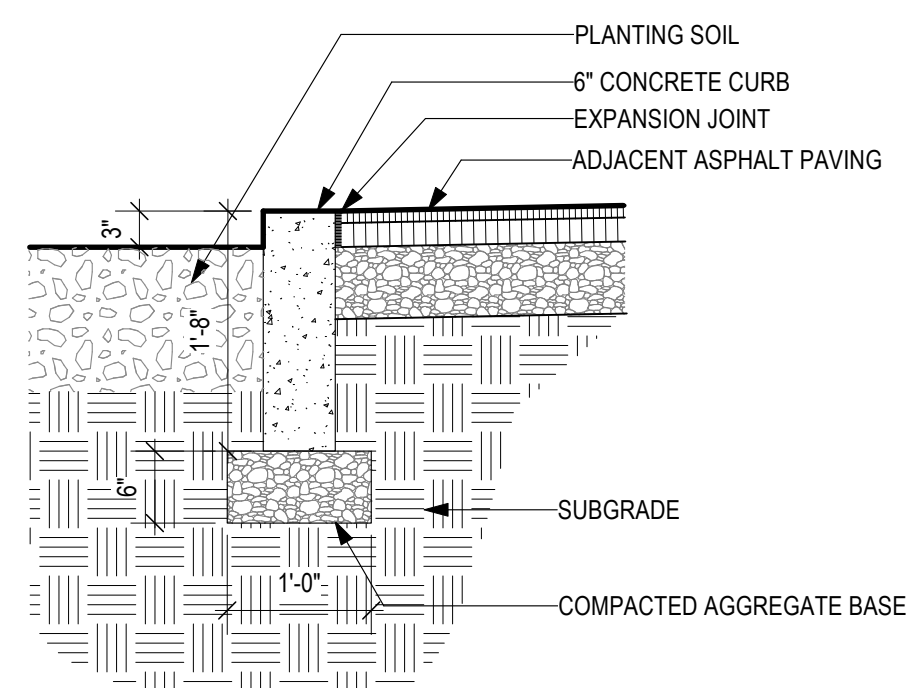 PLANTING SOIL
6" CONCRETE CURB
EXPANSION JOINT
ADJACENT ASPHALT PAVING
3"
1'-8"
6"
SUBGRADE
1'-0"
COMPACTED AGGREGATE BASE